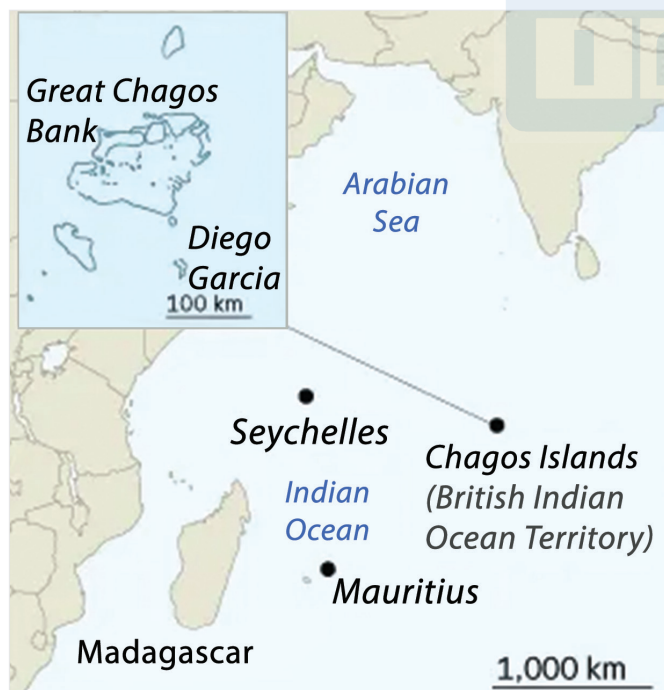 Great Chagos
Bank
Diego
Garcia
100 km
Arabian
Sea
Seychelles
Indian
Ocean
Chagos Islands
(British Indian
Ocean Territory)
Mauritius
Madagascar
1,000 km